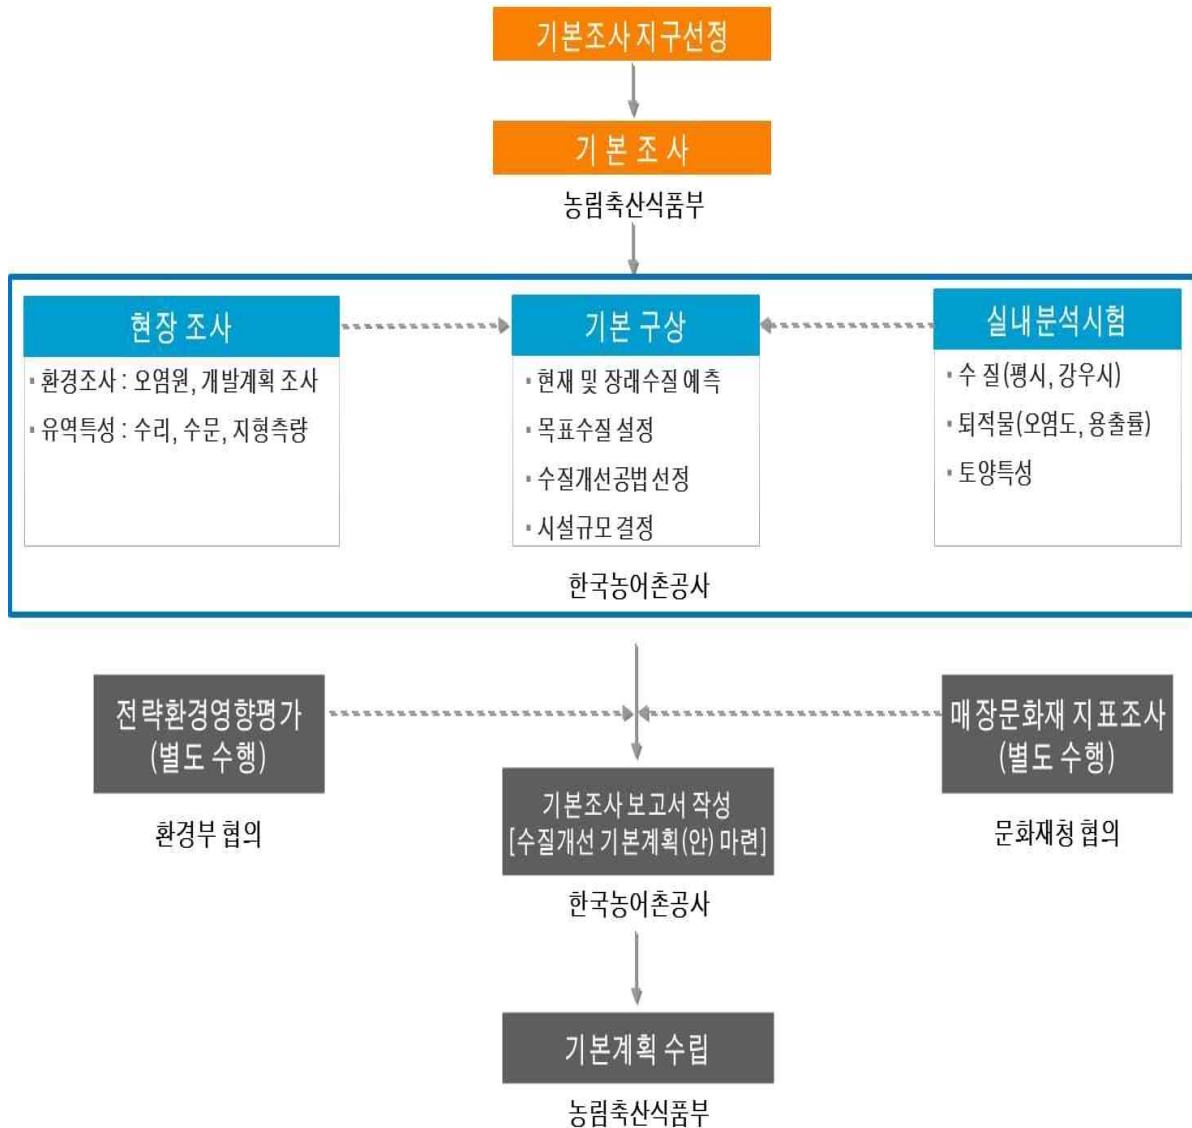 기본조사 지구선정
기 본 조 사
농림축산식품부
현장 조사
· 환경조사 : 오염원, 개발계획 조사
· 유역특성 : 수리, 수문, 지형측량
기본 구상
· 현재 및 장래수질 예측
· 목표수질 설정
· 수질개선공법 선정
· 시설규모 결정
실내분석시험
· 수 질(평시, 강우시)
· 퇴적물(오염도, 용출률)
· 토양특성
한국농어촌공사
전략환경영향평가
(별도 수행)
환경부 협의
매장문화재 지표조사
(별도 수행)
문화재청 협의
기본조사 보고서 작성
[수질개선 기본계획(안) 마련]
한국농어촌공사
기본계획 수립
농림축산식품부